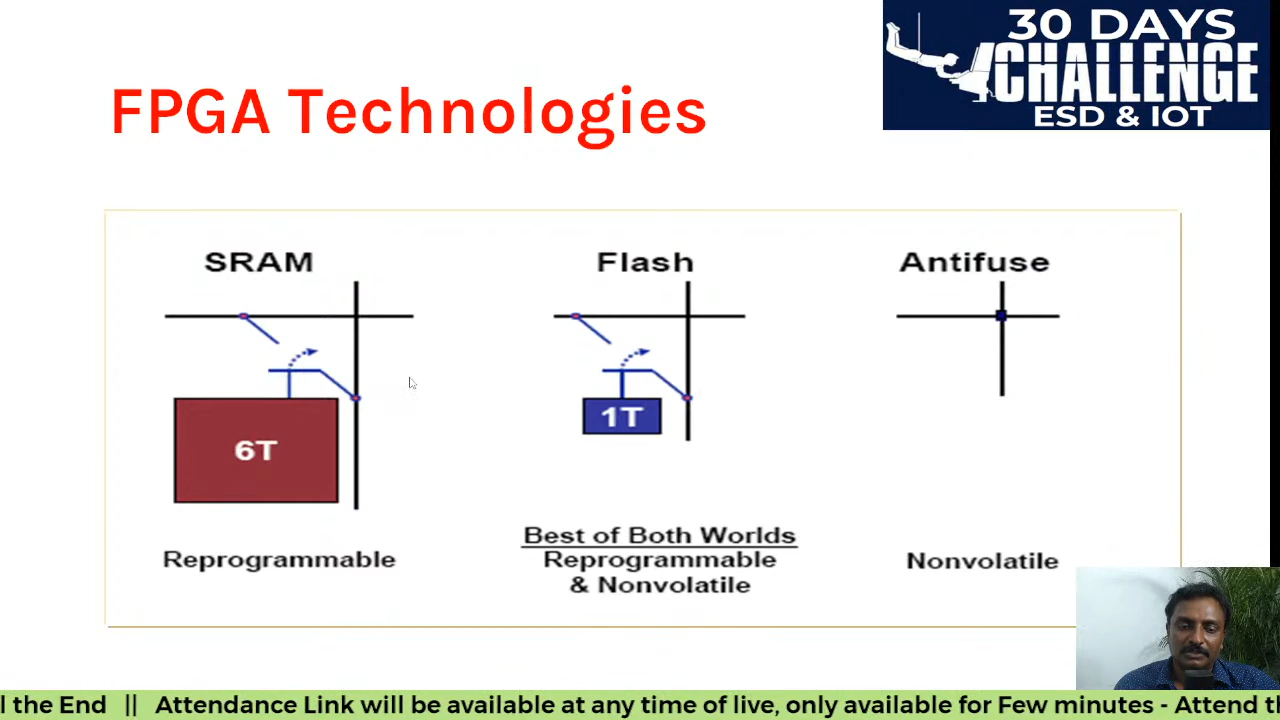 30 DAYS
CHALLENGE
ESD & IOT
FPGA Technologies
SRAM
Flash
Antifuse
6T
1T
Reprogrammable
Best of Both Worlds
Reprogrammable
& Nonvolatile
Nonvolatile
l the End || Attendance Link will be available at any time of live, only available for Few minutes - Attend t